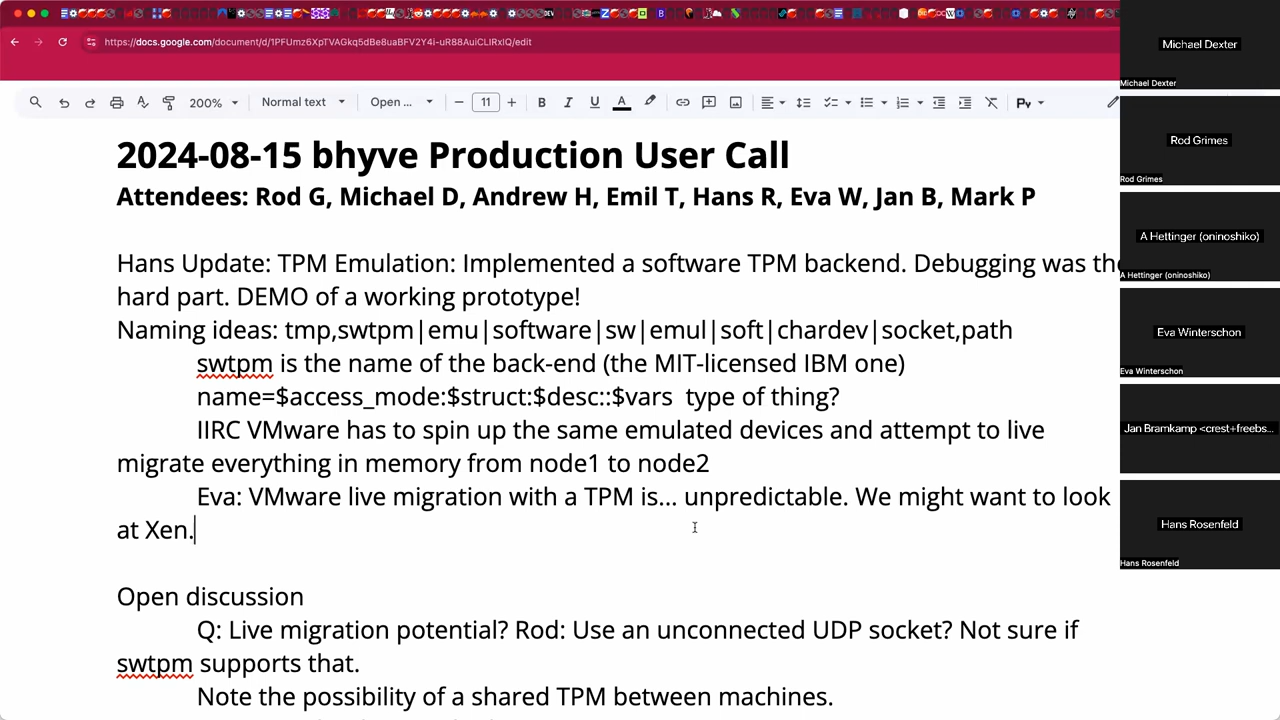 https://docs.google.com/document/d/1PFUmz6XpTVAGkq5dBe8uaBFV2Y4i-uR88AuiCLIRxIQ/edit
200%
Normal text
Open ...
11
B
I
U
A
2024-08-15 bhyve Production User Call
Attendees: Rod G, Michael D, Andrew H, Emil T, Hans R, Eva W, Jan B, Mark P
Hans Update: TPM Emulation: Implemented a software TPM backend. Debugging was the
hard part. DEMO of a working prototype!
Naming ideas: tmp,swtpm|emu|software|sw|emul|soft|chardev|socket,path
swtpm is the name of the back-end (the MIT-licensed IBM one)
name=$access_mode:$struct:$desc::$vars type of thing?
IIRC VMware has to spin up the same emulated devices and attempt to live
migrate everything in memory from node1 to node2
Eva: VMware live migration with a TPM is... unpredictable. We might want to look
at Xen.
Open discussion
Q: Live migration potential? Rod: Use an unconnected UDP socket? Not sure if
swtpm supports that.
Note the possibility of a shared TPM between machines.
Michael Dexter
Michael Dexter
Rod Grimes
Rod Grimes
A Hettinger (oninoshiko)
A Hettinger (oninoshiko)
Eva Winterschon
Eva Winterschon
Jan Bramkamp <crest+freebs...
Hans Rosenfeld
Hans Rosenfeld